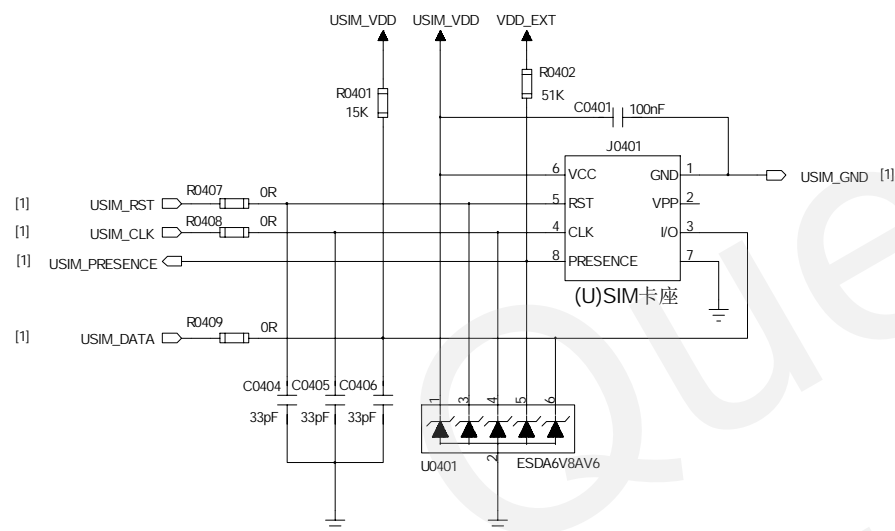 USIM_VDD USIM_VDD VDD_EXT
R0402
51K
R0401
15K
C0401 100nF
J0401
6 VCC GND 1 USIM_GND [1]
[1] USIM_RST R0407 0R 5 RST VPP 2
[1] USIM_CLK R0408 0R 4 CLK I/O 3
[1] USIM_PRESENCE 8 PRESENCE 7
(U)SIM卡座
[1] USIM_DATA R0409 0R
C0404 C0405 C0406
33pF 33pF 33pF
1 3 4 5 6
U0401 2 ESDA6V8AV6
Que